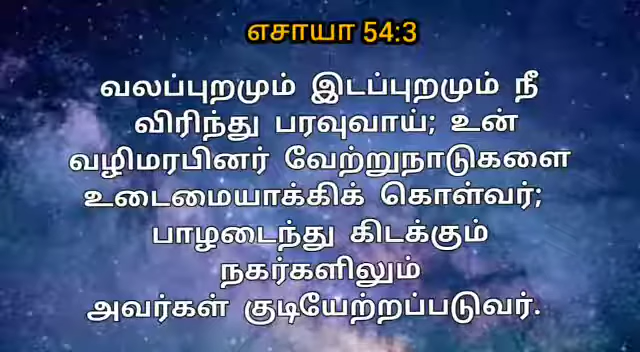 எசாயா 54:3
வலப்புறமும் இடப்புறமும் நீ
விரிந்து பரவுவாய்; உன்
வழிமரபினர் வேற்றுநாடுகளை
உடைமையாக்கிக் கொள்வர்;
பாழடைந்து கிடக்கும்
நகர்களிலும்
அவர்கள் குடியேற்றப்படுவர்.